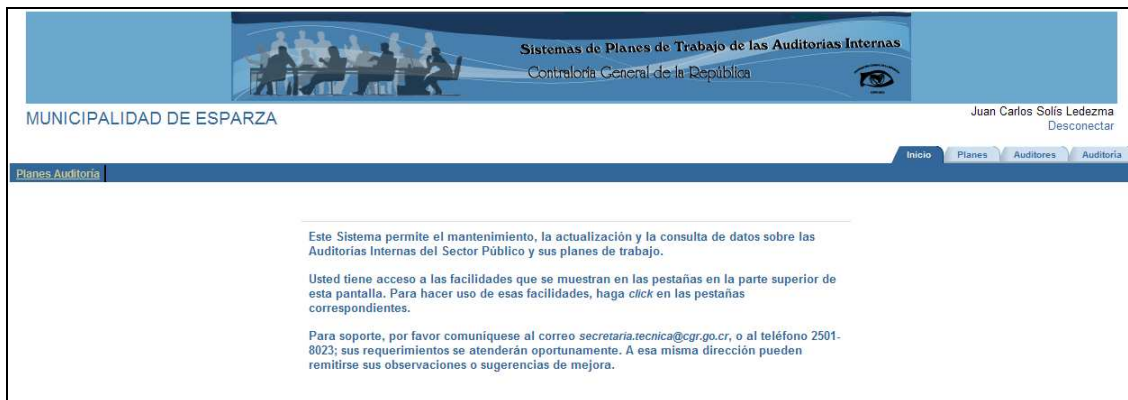 Sistemas de Planes de Trabajo de las Auditorías Internas
Contraloría General de la República
MUNICIPALIDAD DE ESPARZA
Juan Carlos Solís Ledezma
Desconectar
Inicio Planes Auditores Auditoria
Planes Auditoría
Este Sistema permite el mantenimiento, la actualización y la consulta de datos sobre las
Auditorías Internas del Sector Público y sus planes de trabajo.
Usted tiene acceso a las facilidades que se muestran en las pestañas en la parte superior de
esta pantalla. Para hacer uso de esas facilidades, haga click en las pestañas
correspondientes.
Para soporte, por favor comuníquese al correo secretaria.tecnica@cgr.go.cr, o al teléfono 2501-
8023; sus requerimientos se atenderán oportunamente. A esa misma dirección pueden
remitirse sus observaciones o sugerencias de mejora.